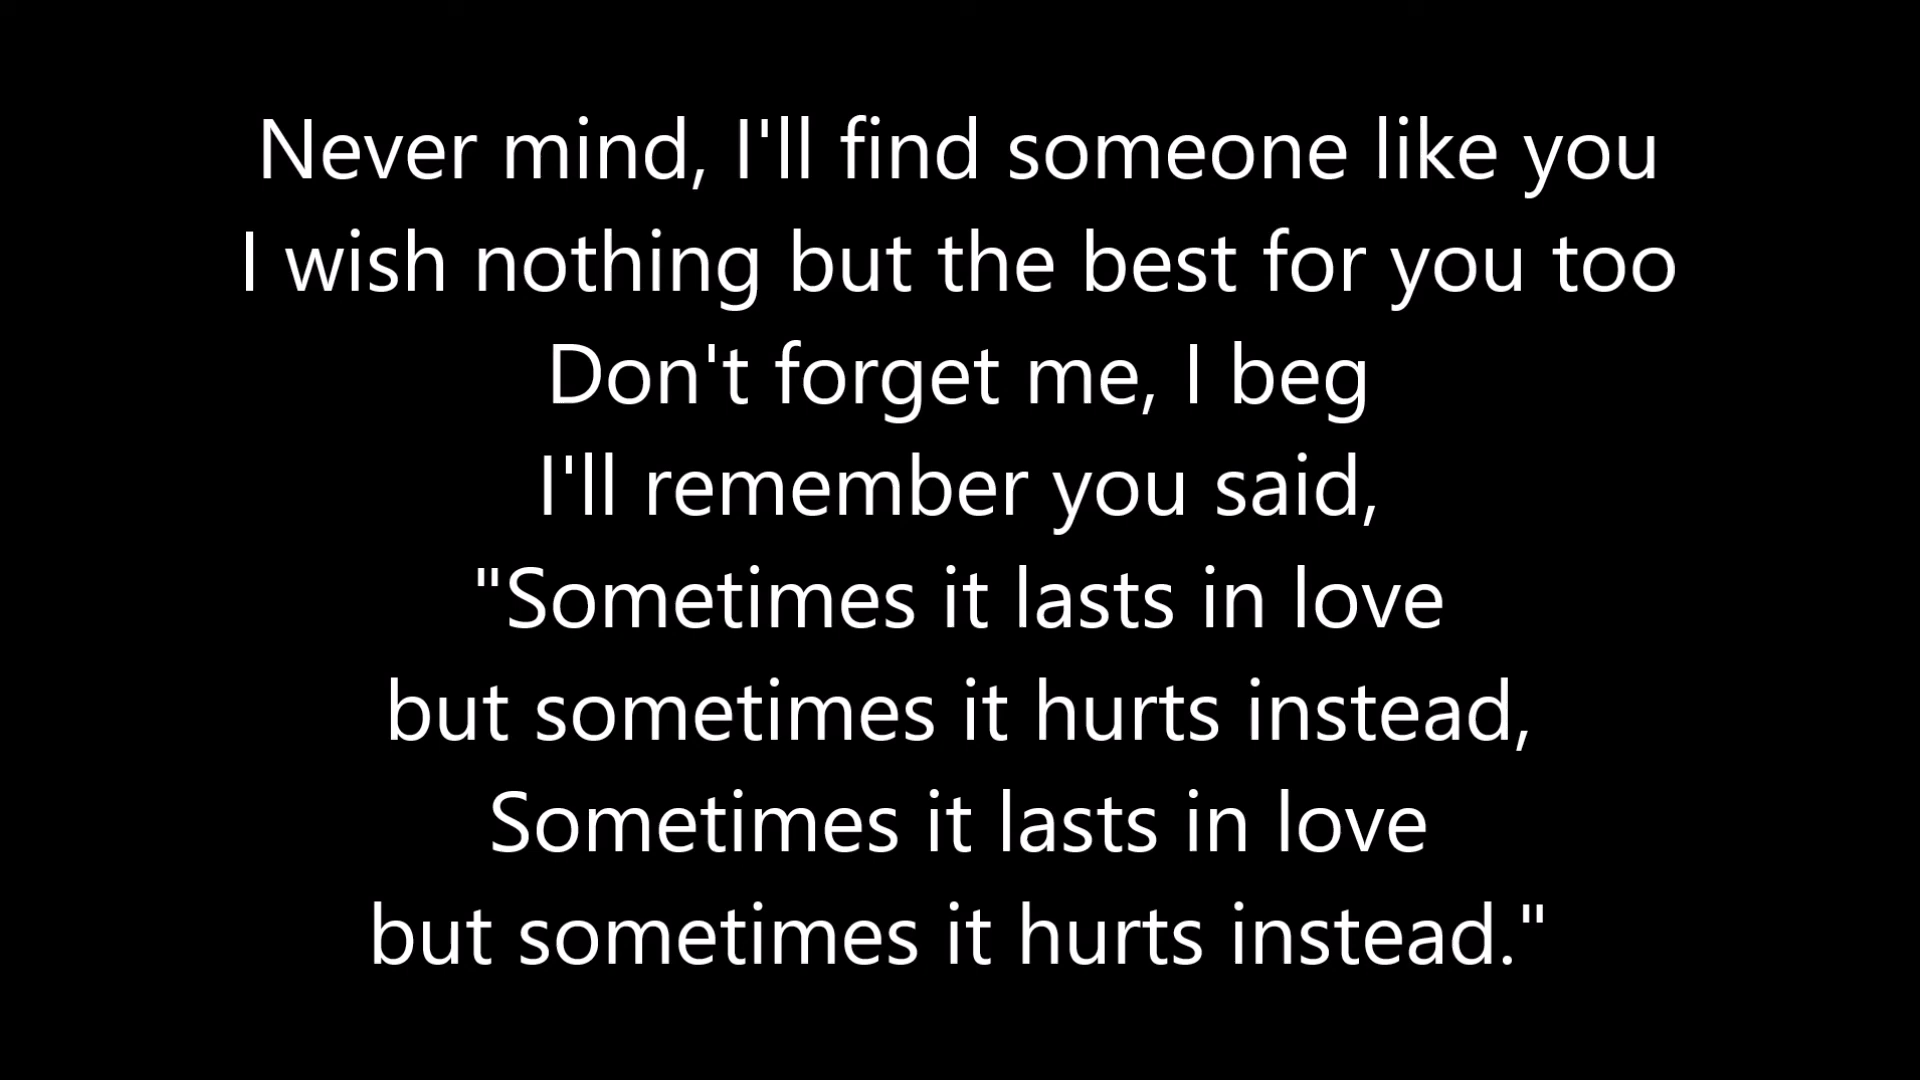 Never mind, I'll find someone like you
I wish nothing but the best for you too
Don't forget me, I beg
I'll remember you said,
"Sometimes it lasts in love
but sometimes it hurts instead,
Sometimes it lasts in love
but sometimes it hurts instead."